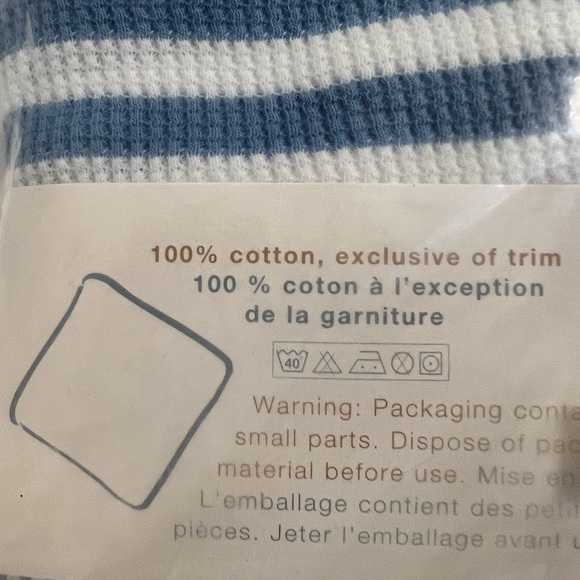 100% cotton, exclusive of trim
100 % coton à l'exception
de la garniture
40
Warning: Packaging
small parts. Dispose of
material before use. Mise
L'emballage contient des
pièces. Jeter l'emballage avant